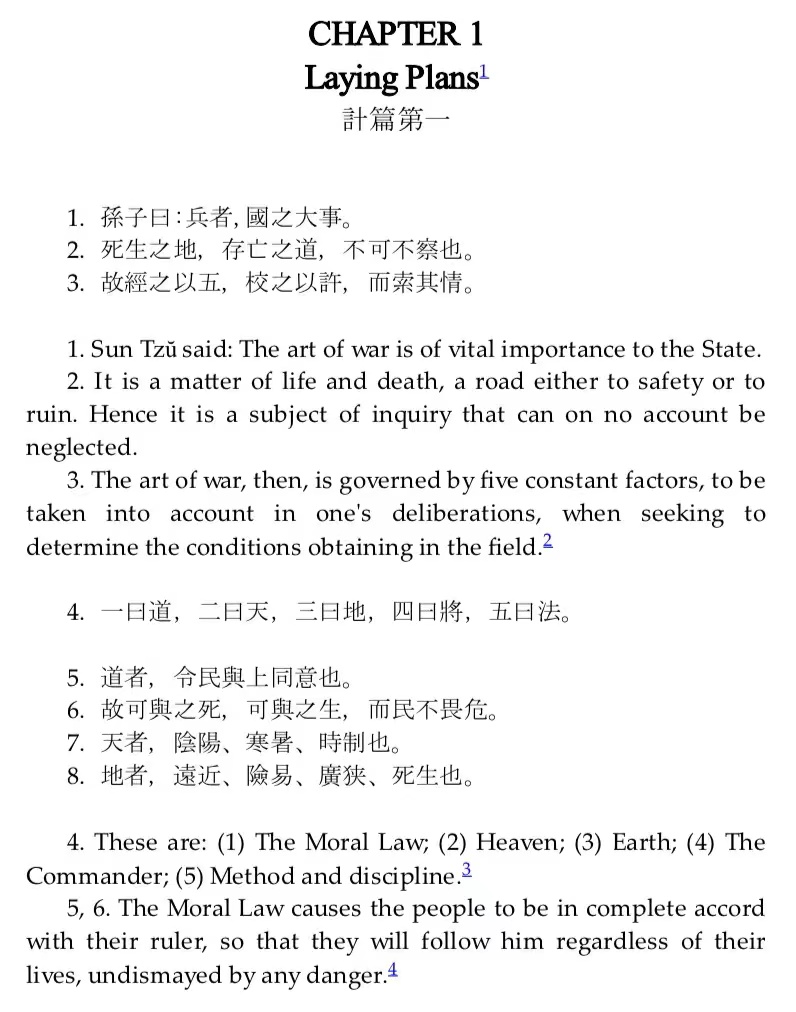 CHAPTER 1
Laying Plans1
計篇第一
1. 孫子曰：兵者，國之大事。
2. 死生之地，存亡之道，不可不察也。
3. 故經之以五，校之以許，而索其情。
1. Sun Tzŭ said: The art of war is of vital importance to the State.
2. It is a matter of life and death, a road either to safety or to
ruin. Hence it is a subject of inquiry that can on no account be
neglected.
3. The art of war, then, is governed by five constant factors, to be
taken into account in one's deliberations, when seeking to
determine the conditions obtaining in the field.2
4. 一曰道，二曰天，三曰地，四曰將，五曰法。
5. 道者，令民與上同意也。
6. 故可與之死，可與之生，而民不畏危。
7. 天者，陰陽、寒暑、時制也。
8. 地者，遠近、險易、廣狭、死生也。
4. These are: (1) The Moral Law; (2) Heaven; (3) Earth; (4) The
Commander; (5) Method and discipline.3
5, 6. The Moral Law causes the people to be in complete accord
with their ruler, so that they will follow him regardless of their
lives, undismayed by any danger.4